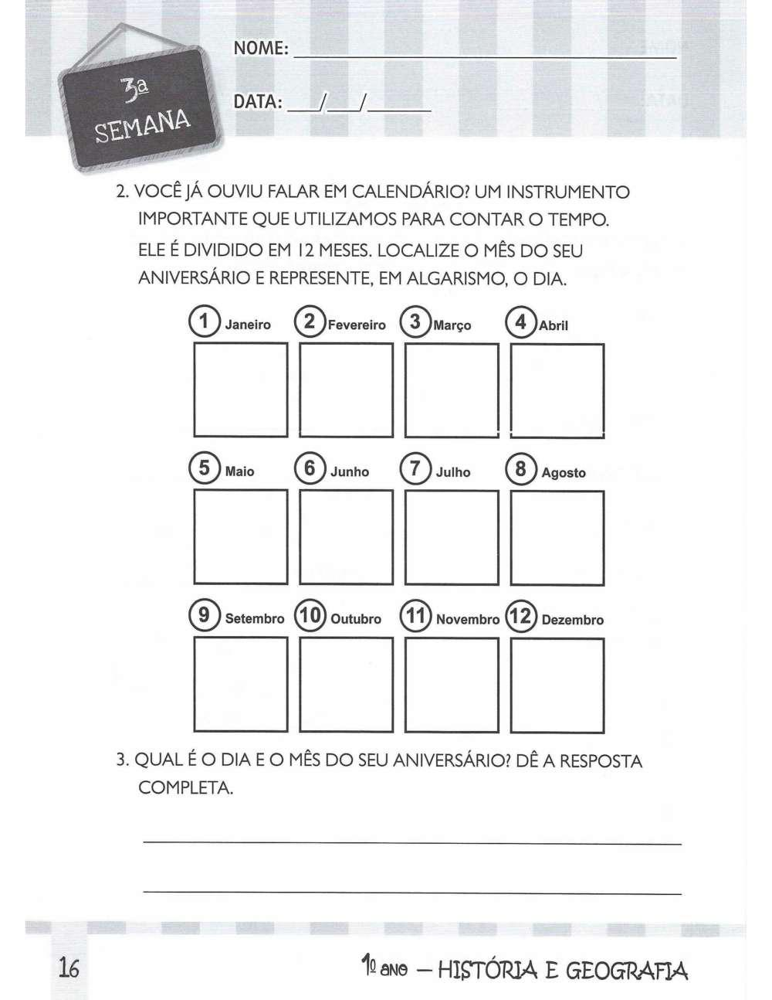 3ª
SEMANA
NOME:
DATA: ___/___/_____
2. VOCÊ JÁ OUVIU FALAR EM CALENDÁRIO? UM INSTRUMENTO
IMPORTANTE QUE UTILIZAMOS PARA CONTAR O TEMPO.
ELE É DIVIDIDO EM 12 MESES. LOCALIZE O MÊS DO SEU
ANIVERSÁRIO E REPRESENTE, EM ALGARISMO, O DIA.
1 Janeiro 2 Fevereiro 3 Março 4 Abril
5 Maio 6 Junho 7 Julho 8 Agosto
9 Setembro 10 Outubro 11 Novembro 12 Dezembro
3. QUAL É O DIA E O MÊS DO SEU ANIVERSÁRIO? DÊ A RESPOSTA
COMPLETA.
16
1º ANO – HISTÓRIA E GEOGRAFIA